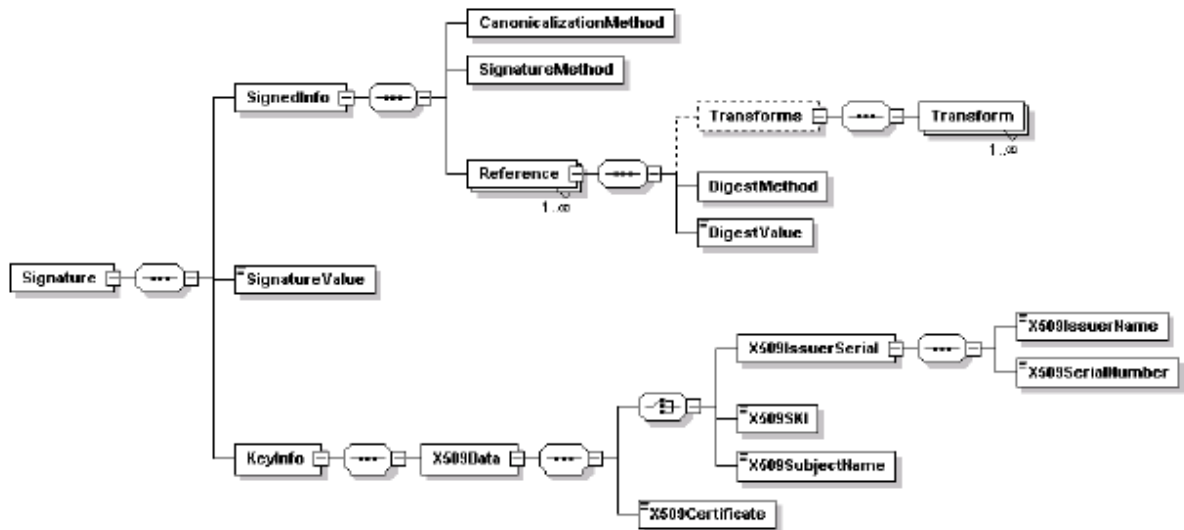 CanonicalizationMethod
SignatureMethod
SignedInfo
Transforms
Transform
1..∞
Reference
1..∞
DigestMethod
DigestValue
Signature
SignatureValue
X509IssuerSerial
X509IssuerName
X509SerialNumber
X509SKI
KeyInfo
X509Data
X509SubjectName
X509Certificate